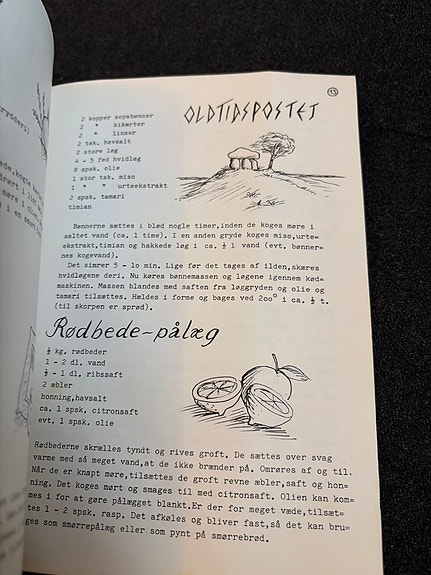 rydderi)
13
OLDTIDSPOSTET
2 kopper soyabønner
2 " kikærter
2 " linser
2 tsk. havsalt
2 store løg
4 - 5 fed hvidløg
8 spsk. olie
1 stor tsk. miso
1 " " urteekstrakt
2 spsk. tamari
timian
Bønnerne sættes i blød nogle timer,inden de koges møre i
saltet vand (ca. 1 time). I en anden gryde koges miso,urte=
ekstrakt,timian og hakkede løg i ca. ½ l vand (evt. bønner=
nes kogevand).
Det simrer 5 - lo min. Lige før det tages af ilden,skæres
hvidløgene deri. Nu køres bønnemassen og løgene igennem kød=
maskinen. Massen blandes med saften fra løggryden og olie og
tamari tilsættes. Hældes i forme og bages ved 2oo° i ca. ½ t.
(til skorpen er sprød).
Rødbede-pålæg
½ kg. rødbeder
1 - 2 dl. vand
½ - 1 dl. ribssaft
2 æbler
honning,havsalt
ca. 1 spsk. citronsaft
evt. 1 spsk. olie
Rødbederne skrælles tyndt og rives groft. De sættes over svag
varme med så meget vand,at de ikke brænder på. Omrøres af og til.
Når de er knapt møre,tilsættes de groft revne æbler,saft og hon=
ning. Det koges mørt og smages til med citronsaft. Olien kan kom=
mes i for at gøre pålægget blankt.Er der for meget væde,tilsæt=
tes 1 - 2 spsk. rasp. Det afkøles og bliver fast,så det kan bru=
ges som smørrepålæg eller som pynt på smørrebrød.